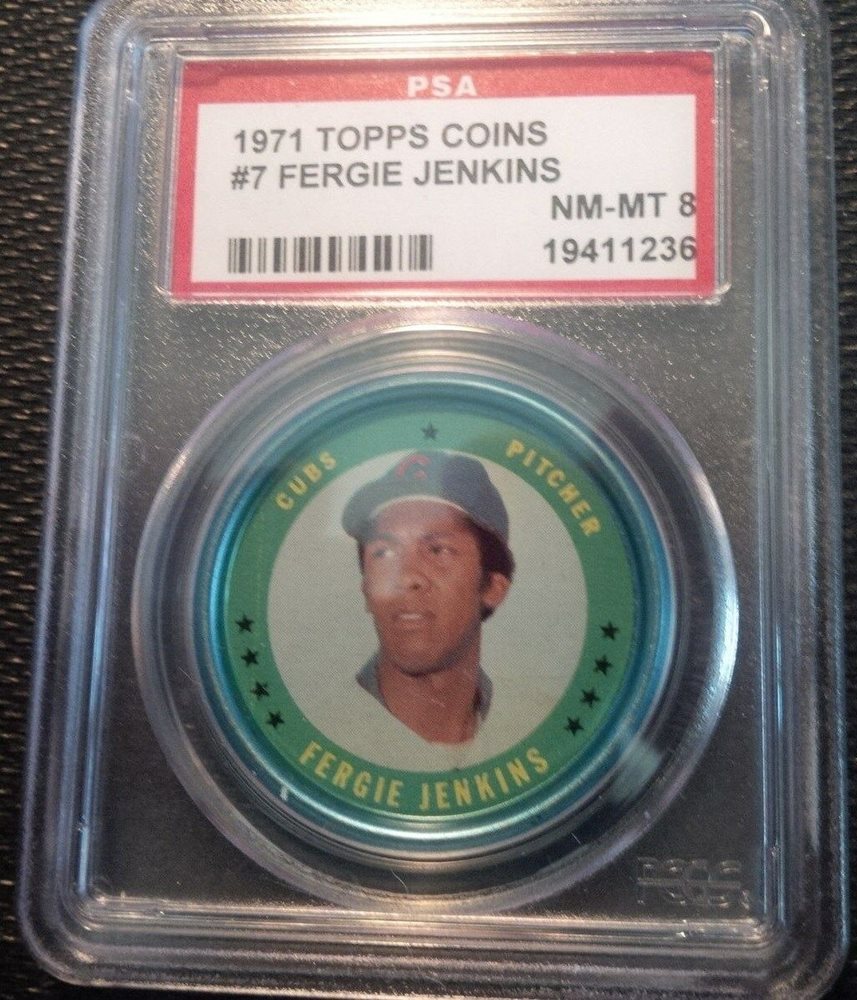 PSA
1971 TOPPS COINS
#7 FERGIE JENKINS
NM-MT 8
19411236
C
CUBS
PITCHER
FERGIE JENKINS